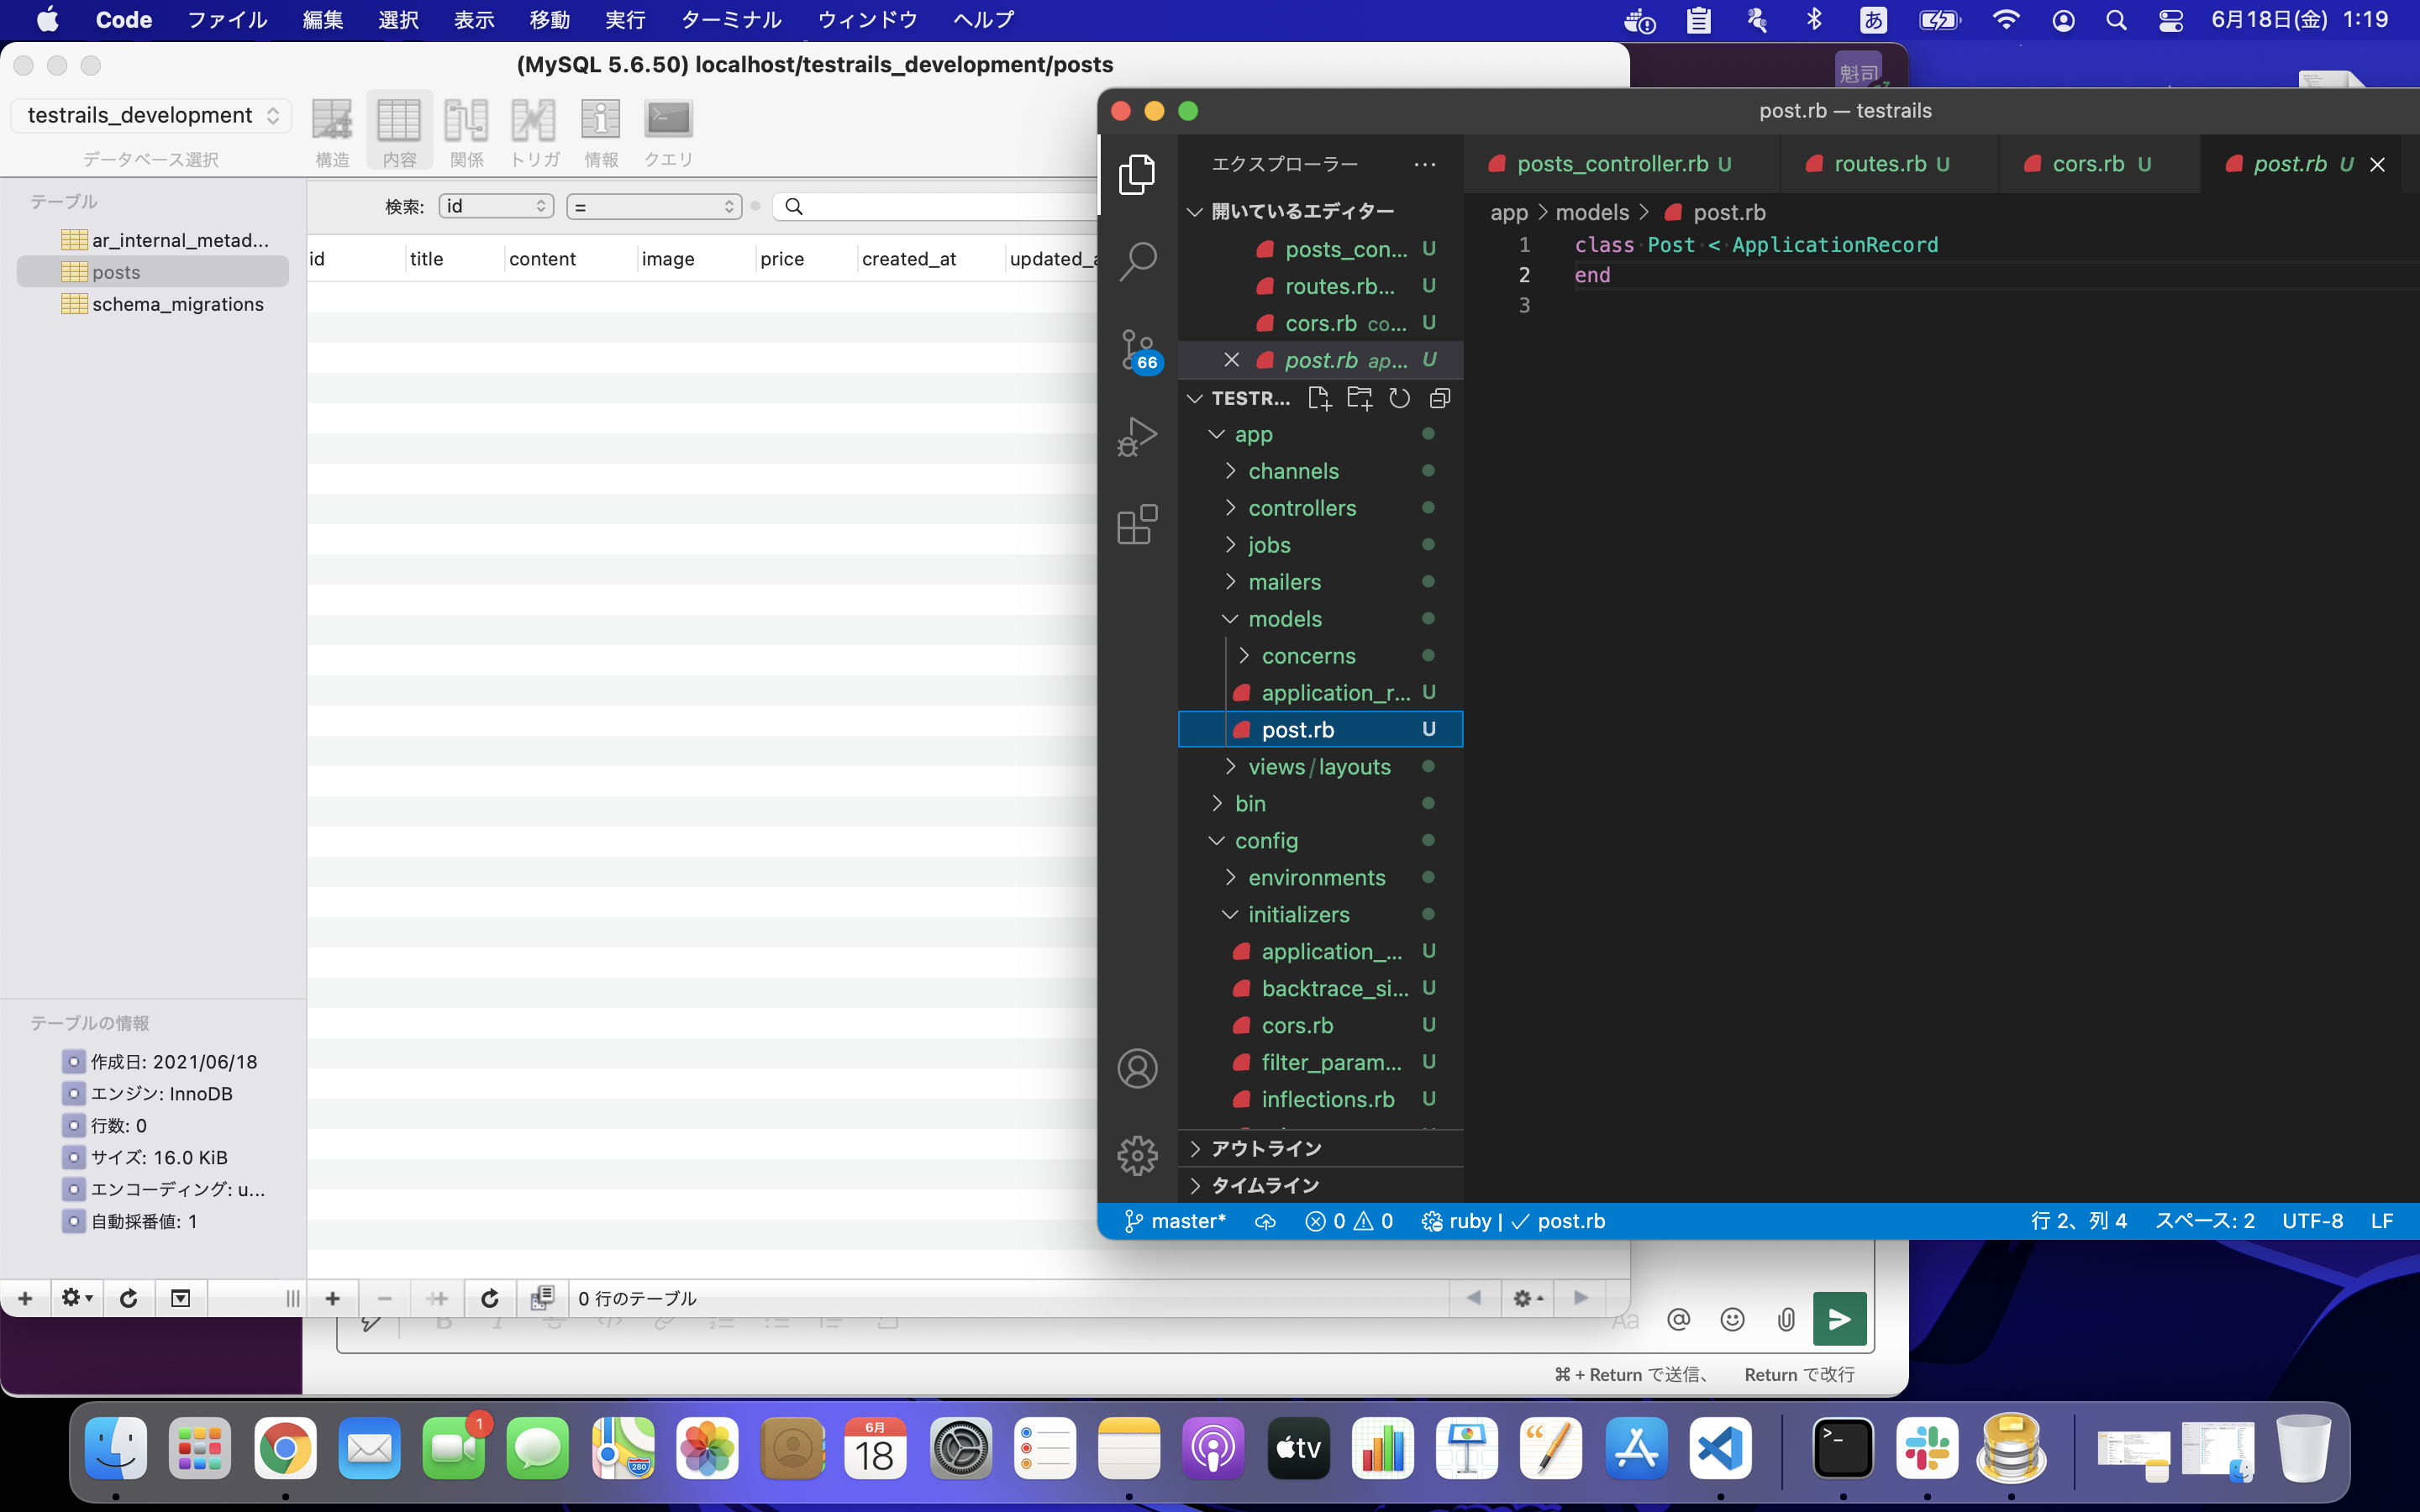 Code ファイル 編集 選択 表示 移動 実行 ターミナル ウィンドウ ヘルプ
あ 6月18日(金) 1:19
(MySQL 5.6.50) localhost/testrails_development/posts
魁司
testrails_development
データベース選択
構造 内容 関係 トリガ 情報 クエリ
テーブル
ar_internal_metad...
posts
schema_migrations
検索: id =
id title content image price created_at updated_a
テーブルの情報
作成日: 2021/06/18
エンジン: InnoDB
行数: 0
サイズ: 16.0 KiB
エンコーディング: u...
自動採番値: 1
0 行のテーブル
post.rb — testrails
エクスプローラー ...
開いているエディター
posts_con... U
routes.rb... U
cors.rb co... U
post.rb ap... U
TESTR...
app
channels
controllers
jobs
mailers
models
concerns
application_r... U
post.rb U
views/layouts
bin
config
environments
initializers
application_... U
backtrace_si... U
cors.rb U
filter_param... U
inflections.rb U
アウトライン
タイムライン
66
posts_controller.rb U routes.rb U cors.rb U post.rb U
app > models > post.rb
1 class Post < ApplicationRecord
2 end
3
master* 0 0 ruby | ✓ post.rb 行 2、列 4 スペース: 2 UTF-8 LF
Aa @
⌘ + Return で送信、 Return で改行
1
280
6月
18
tv